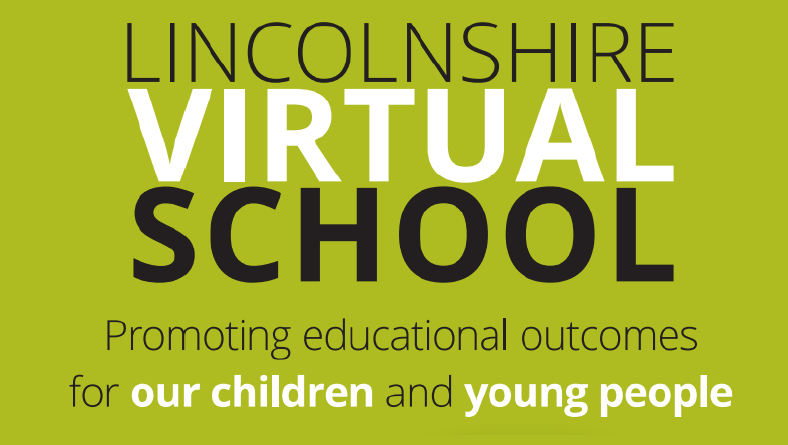 LINCOLNSHIRE
VIRTUAL
SCHOOL
Promoting educational outcomes
for our children and young people